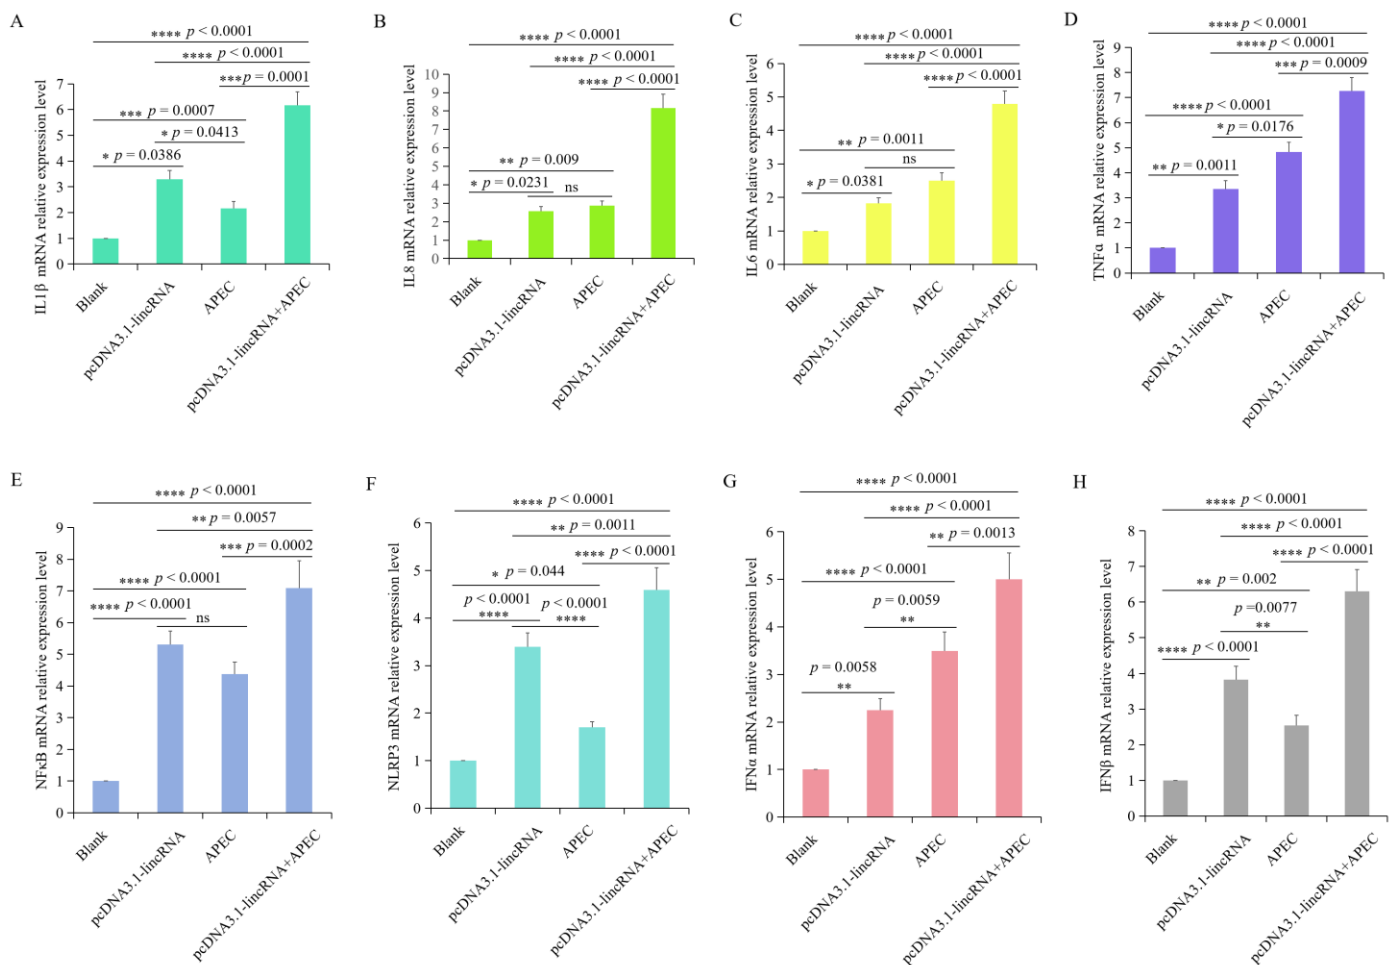 A
**** p < 0.0001
**** p < 0.0001
***p = 0.0001
*** p = 0.0007
* p = 0.0413
* p = 0.0386
IL1β mRNA relative expression level
7
6
5
4
3
2
1
0
Blank
pcDNA3.1-lincRNA
APEC
pcDNA3.1-lincRNA+APEC
B
**** p < 0.0001
**** p < 0.0001
**** p <0.0001
** p = 0.009
* p = 0.0231
ns
IL8 mRNA relative expression level
10
9
8
7
6
5
4
3
2
1
0
Blank
pcDNA3.1-lincRNA
APEC
pcDNA3.1-lincRNA+APEC
C
**** p < 0.0001
**** p < 0.0001
**** p <0.0001
** p = 0.0011
ns
* p = 0.0381
IL6 mRNA relative expression level
6
5
4
3
2
1
0
Blank
pcDNA3.1-lincRNA
APEC
pcDNA3.1-lincRNA+APEC
D
**** p < 0.0001
**** p < 0.0001
*** p = 0.0009
**** p < 0.0001
* p = 0.0176
** p = 0.0011
TNFα mRNA relative expression level
9
8
7
6
5
4
3
2
1
0
Blank
pcDNA3.1-lincRNA
APEC
pcDNA3.1-lincRNA+APEC
E
**** p < 0.0001
** p = 0.0057
*** p = 0.0002
**** p < 0.0001
**** p < 0.0001
ns
NFκB mRNA relative expression level
9
8
7
6
5
4
3
2
1
0
Blank
pcDNA3.1-lincRNA
APEC
pcDNA3.1-lincRNA+APEC
F
**** p < 0.0001
** p = 0.0011
**** p < 0.0001
* p = 0.044
p <0.0001
p <0.0001
****
****
NLRP3 mRNA relative expression level
6
5
4
3
2
1
0
Blank
pcDNA3.1-lincRNA
APEC
pcDNA3.1-lincRNA+APEC
G
**** p < 0.0001
**** p < 0.0001
** p = 0.0013
**** p < 0.0001
p = 0.0059
**
p = 0.0058
**
IFNα mRNA relative expression level
6
5
4
3
2
1
0
Blank
pcDNA3.1-lincRNA
APEC
pcDNA3.1-lincRNA+APEC
H
**** p < 0.0001
**** p < 0.0001
**** p < 0.0001
** p = 0.002
p =0.0077
**
**** p < 0.0001
IFNβ mRNA relative expression level
8
7
6
5
4
3
2
1
0
Blank
pcDNA3.1-lincRNA
APEC
pcDNA3.1-lincRNA+APEC